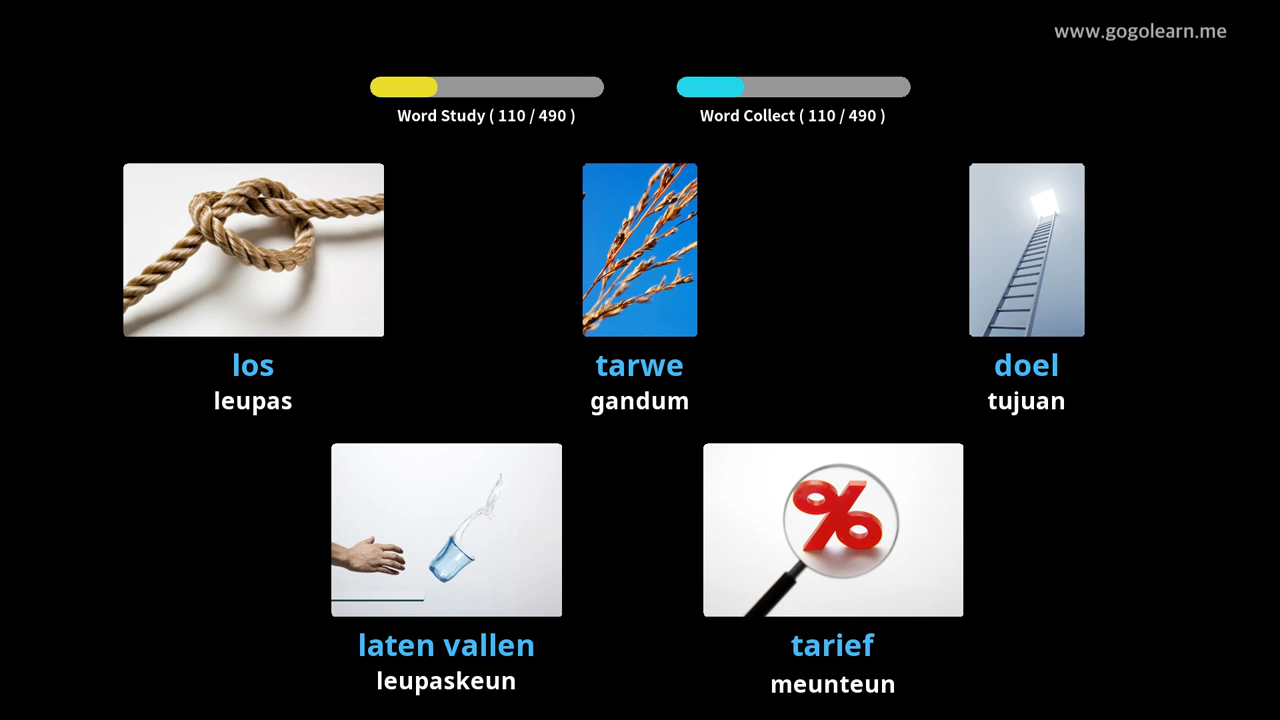 www.gogolearn.me
Word Study ( 110 / 490 )
Word Collect ( 110 / 490 )
los
leupas
tarwe
gandum
doel
tujuan
laten vallen
leupaskeun
tarief
meunteun